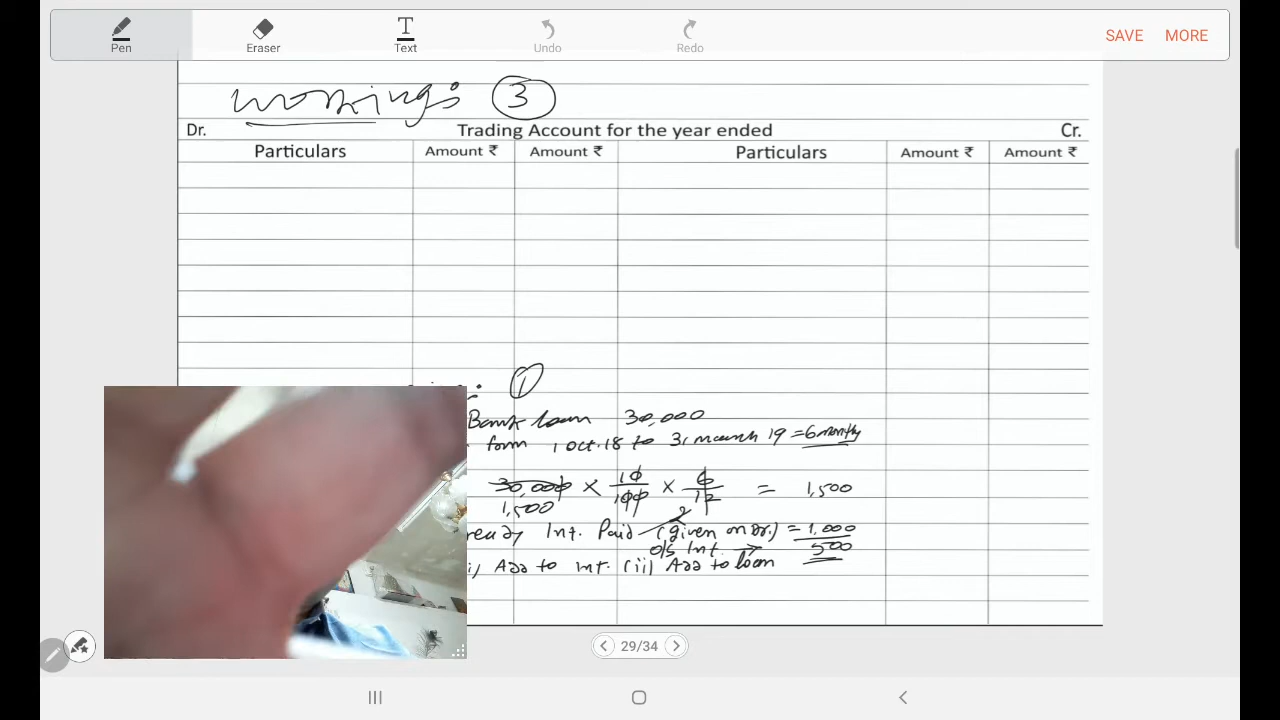 Pen Eraser Text Undo Redo SAVE MORE
Workings 3
Dr. Trading Account for the year ended Cr.
Particulars Amount ₹ Amount ₹ Particulars Amount ₹ Amount ₹
1
Bank loan 30,000
form 1 Oct. 18 to 31 march 19 = 6 months
30,000 × 10/100 × 6/12 = 1,500
1,500 2
Int. Paid (given on Dr.) = 1,000
o/s Int. → 500
Add to Int. (ii) Add to loan
29/34